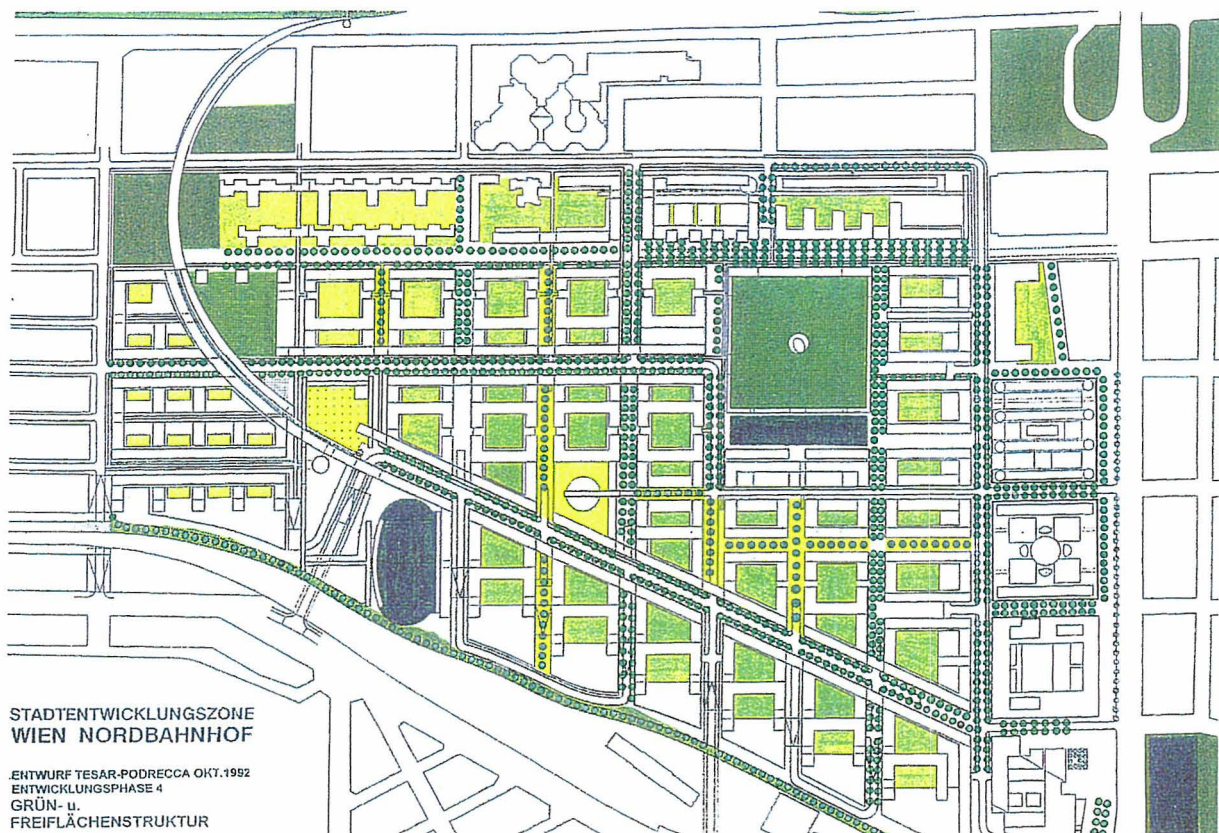 STADTENTWICKLUNGSZONE
WIEN NORDBAHNHOF
ENTWURF TESAR-PODRECCA OKT.1992
ENTWICKLUNGSPHASE 4
GRÜN- u.
FREIFLÄCHENSTRUKTUR